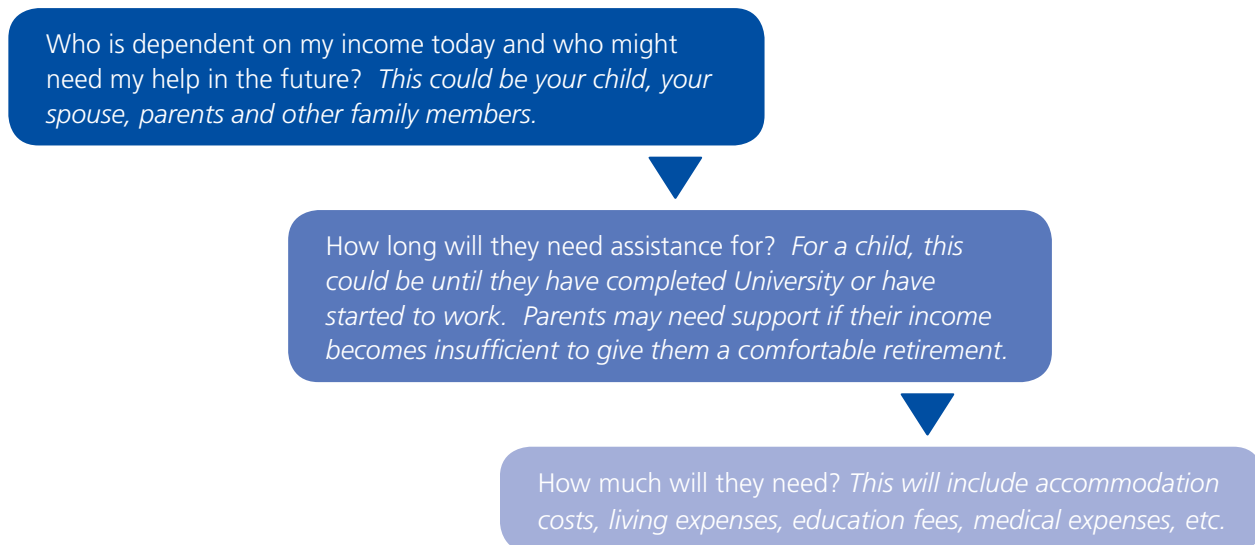 Who is dependent on my income today and who might
need my help in the future? This could be your child, your
spouse, parents and other family members.
How long will they need assistance for? For a child, this
could be until they have completed University or have
started to work. Parents may need support if their income
becomes insufficient to give them a comfortable retirement.
How much will they need? This will include accommodation
costs, living expenses, education fees, medical expenses, etc.